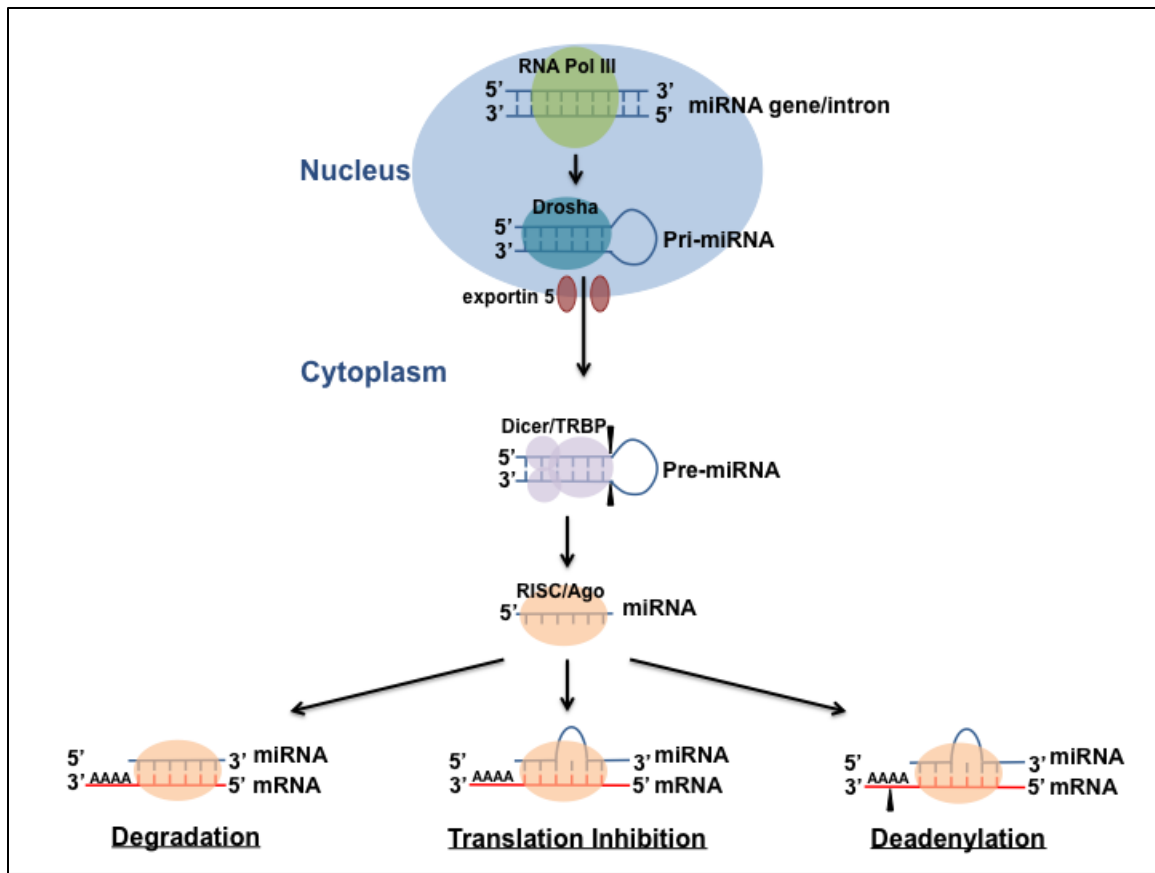 RNA Pol III
5’ 3’
3’ 5’
miRNA gene/intron
Nucleus
Drosha
5’
3’
Pri-miRNA
exportin 5
Cytoplasm
Dicer/TRBP
5’
3’
Pre-miRNA
RISC/Ago
5’ miRNA
5’ 3’ miRNA
3’ AAAA 5’ mRNA
Degradation
5’ 3’ miRNA
3’ AAAA 5’ mRNA
Translation Inhibition
5’ 3’ miRNA
3’ AAAA 5’ mRNA
Deadenylation